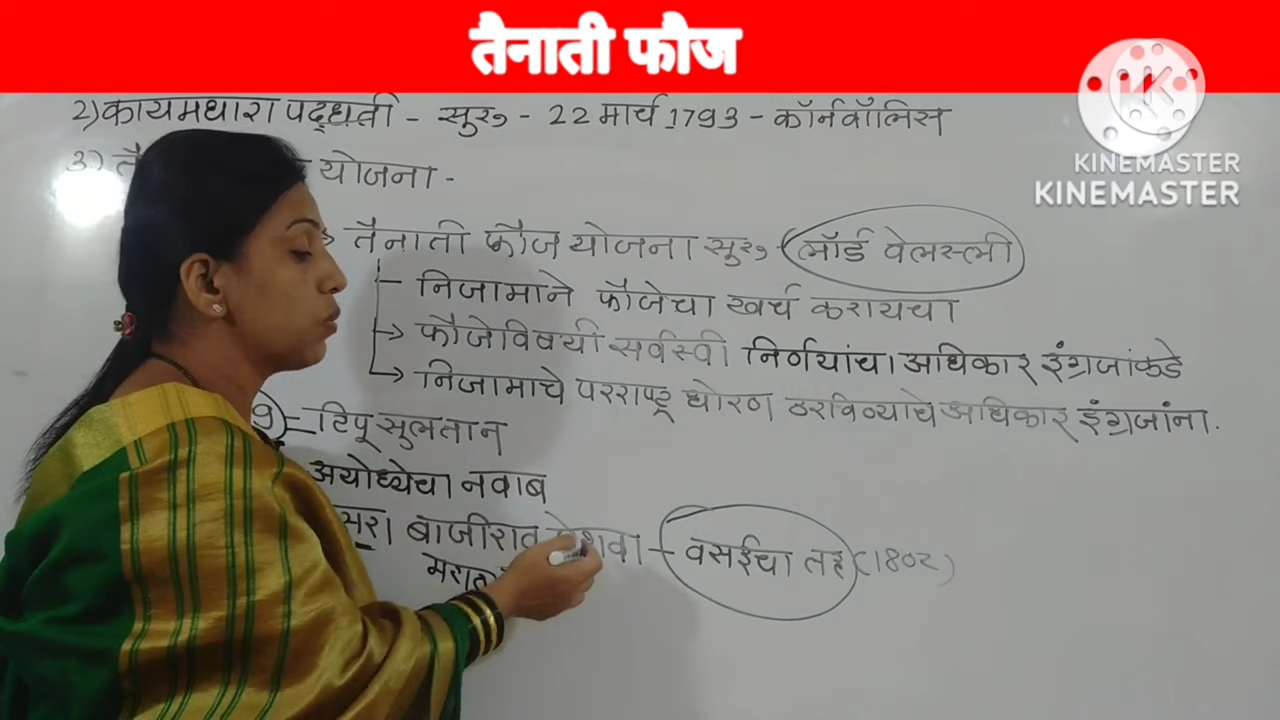 तैनाती फौज
KINEMASTER
KINEMASTER
2) कायमधारा पद्धती - सुरु - 22 मार्च 1793 - कॉर्नवॉलिस
3) योजना -
तैनाती फौज योजना सुरु - लॉर्ड वेलस्ली
- निजामाने फौजेचा खर्च करायचा
→ फौजेविषयी सर्वस्वी निर्णयांचा अधिकार इंग्रजांकडे
→ निजामाचे परराष्ट्र धोरण ठरविण्याचे अधिकार इंग्रजांना.
- टिपू सुलतान
अयोध्येचा नवाब
बाजीराव पेशवा - वसईचा तह (1802)